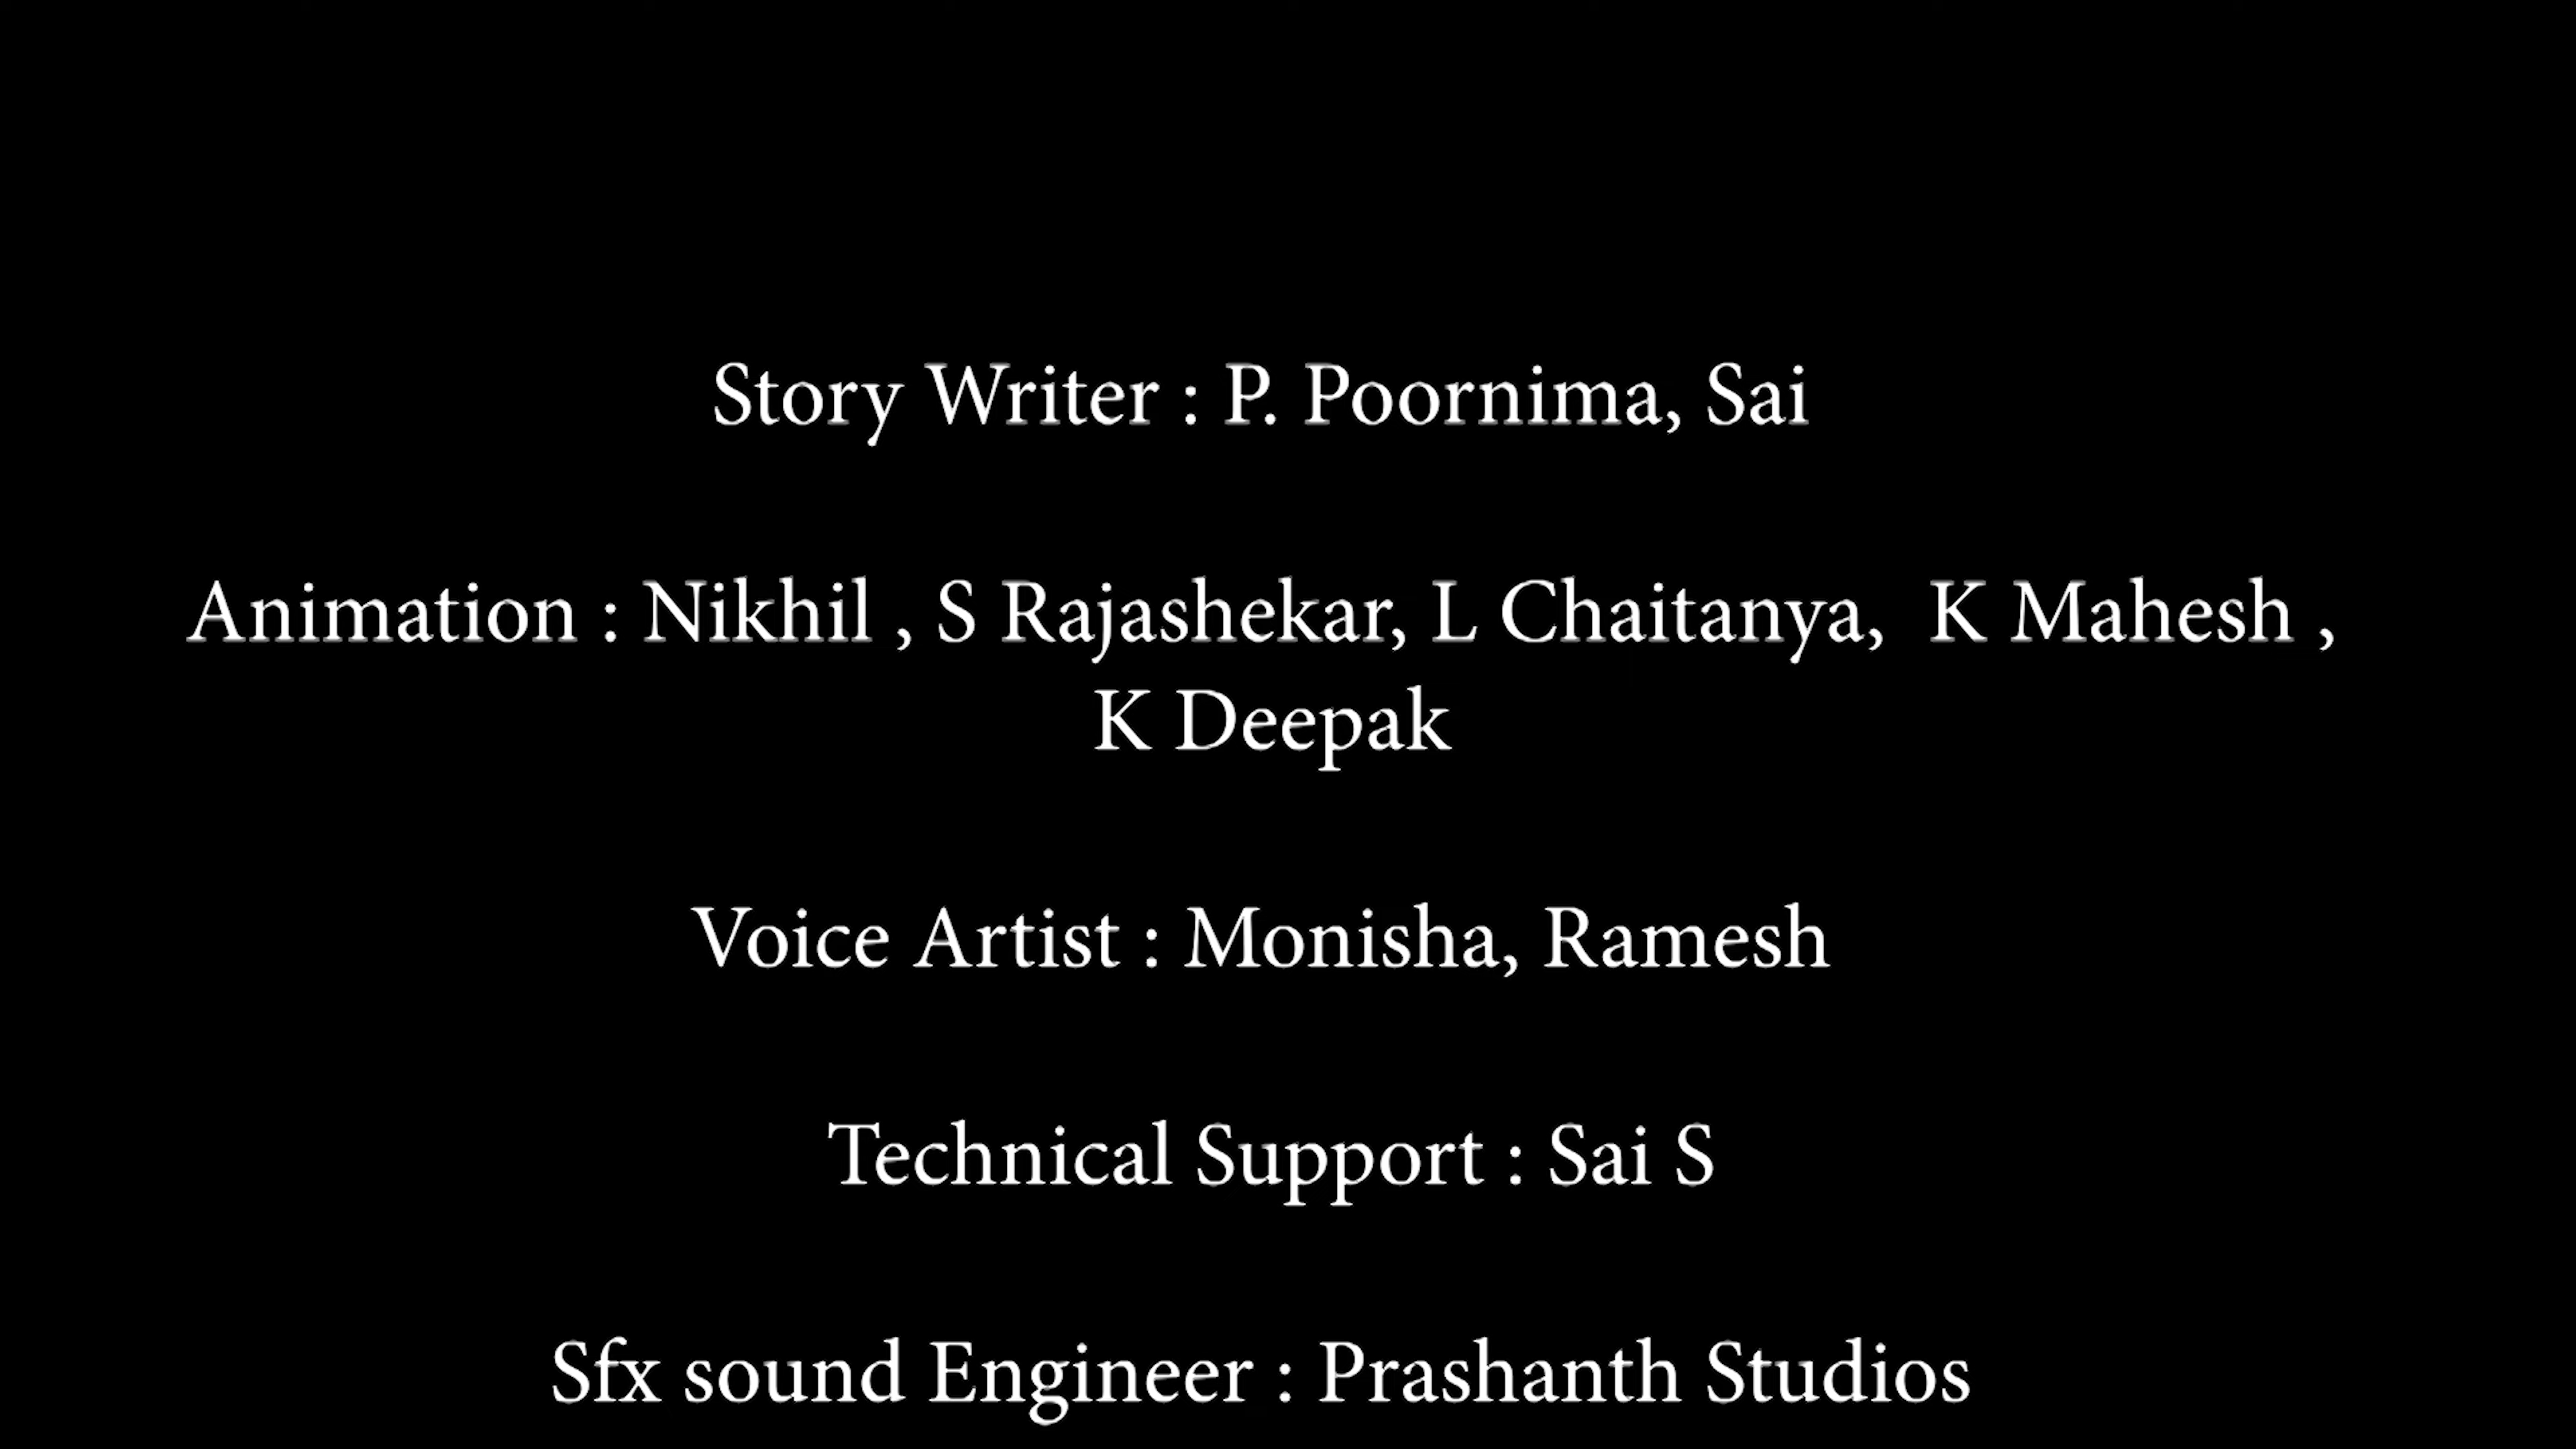 Story Writer : P. Poornima, Sai
Animation : Nikhil , S Rajashekar, L Chaitanya,  K Mahesh ,
K Deepak
Voice Artist : Monisha, Ramesh
Technical Support : Sai S
Sfx sound Engineer : Prashanth Studios